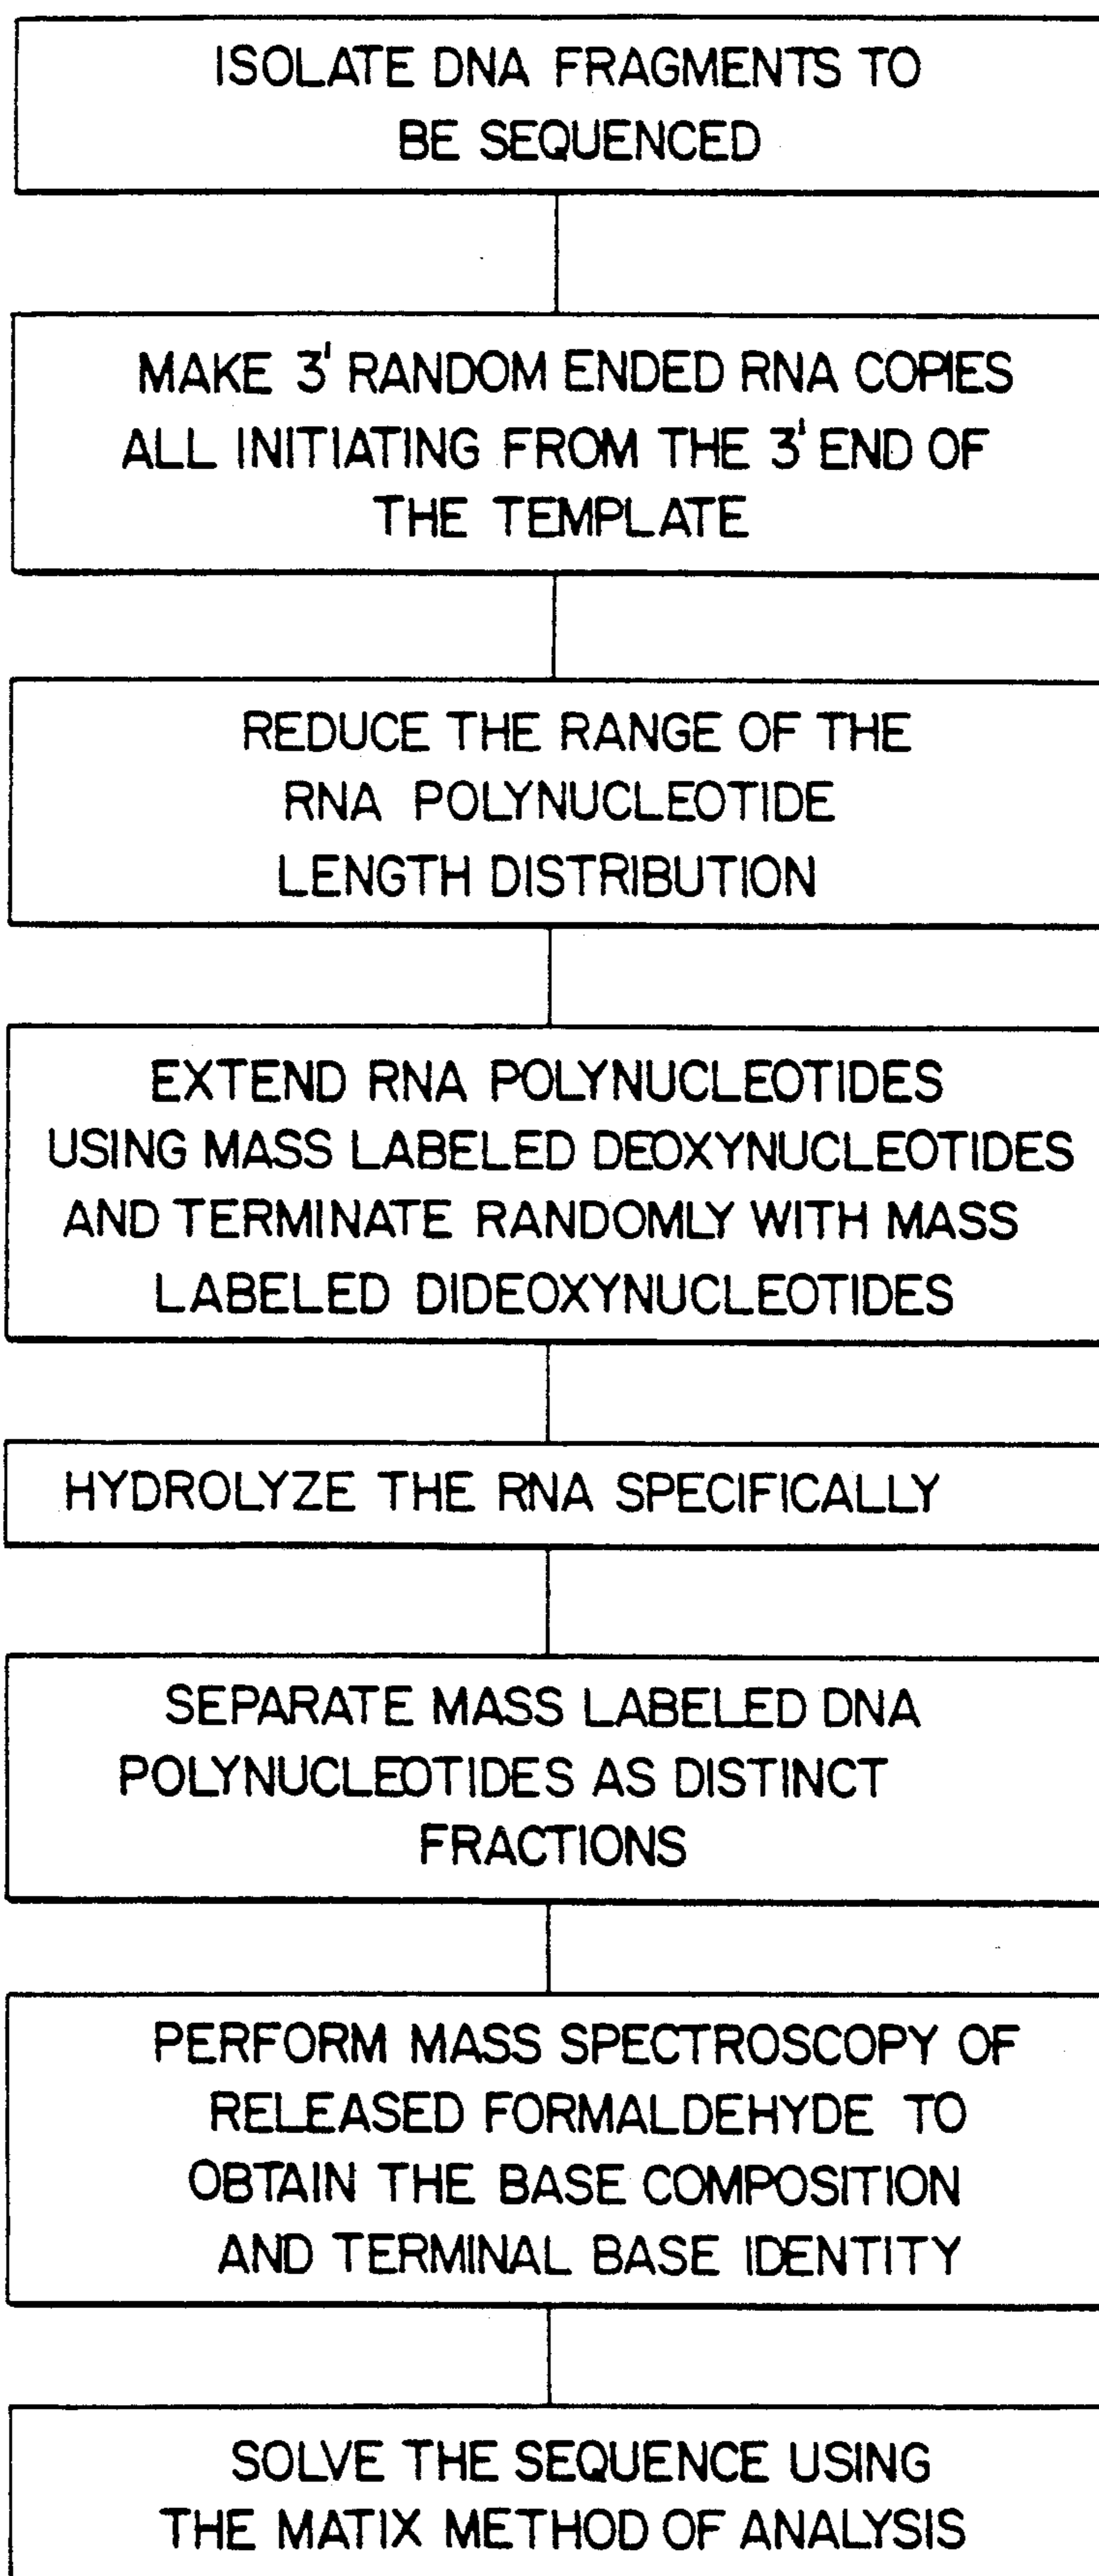 ISOLATE DNA FRAGMENTS TO
BE SEQUENCED
MAKE 3' RANDOM ENDED RNA COPIES
ALL INITIATING FROM THE 3' END OF
THE TEMPLATE
REDUCE THE RANGE OF THE
RNA POLYNUCLEOTIDE
LENGTH DISTRIBUTION
EXTEND RNA POLYNUCLEOTIDES
USING MASS LABELED DEOXYNUCLEOTIDES
AND TERMINATE RANDOMLY WITH MASS
LABELED DIDEOXYNUCLEOTIDES
HYDROLYZE THE RNA SPECIFICALLY
SEPARATE MASS LABELED DNA
POLYNUCLEOTIDES AS DISTINCT
FRACTIONS
PERFORM MASS SPECTROSCOPY OF
RELEASED FORMALDEHYDE TO
OBTAIN THE BASE COMPOSITION
AND TERMINAL BASE IDENTITY
SOLVE THE SEQUENCE USING
THE MATIX METHOD OF ANALYSIS